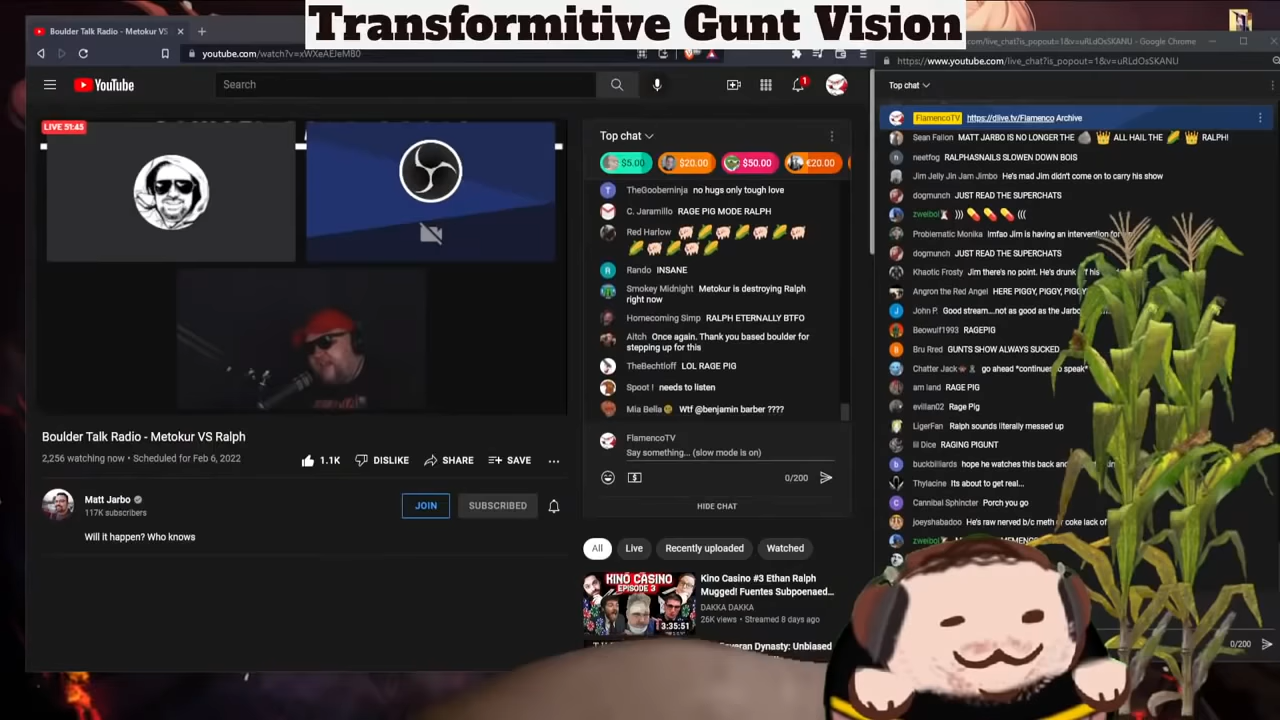 Transformitive Gunt Vision
Boulder Talk Radio - Metokur VS
youtube.com/watch?v=xWXeAEJeM80
.com/live_chat?is_popout=1&v=uRLdOsSKANU - Google Chrome
https://www.youtube.com/live_chat?is_popout=1&v=uRLdOsSKANU
YouTube
Search
1
LIVE 51:45
Top chat
$5.00
$20.00
$50.00
€20.00
TheGooberninja no hugs only tough love
C. Jaramillo RAGE PIG MODE RALPH
Red Harlow
Rando INSANE
Smokey Midnight Metokur is destroying Ralph
right now
Homecoming Simp RALPH ETERNALLY BTFO
Aitch Once again. Thank you based boulder for
stepping up for this
TheBechtloff LOL RAGE PIG
Spoot ! needs to listen
Mia Bella Wtf @benjamin barber ????
FlamencoTV
Say something... (slow mode is on)
0/200
HIDE CHAT
Boulder Talk Radio - Metokur VS Ralph
2,256 watching now • Scheduled for Feb 6, 2022
1.1K
DISLIKE
SHARE
SAVE
Matt Jarbo
117K subscribers
JOIN
SUBSCRIBED
Will it happen? Who knows
All
Live
Recently uploaded
Watched
KINO CASINO
EPISODE 3
3:35:51
Kino Casino #3 Ethan Ralph
Mugged! Fuentes Subpoenaed...
DAKKA DAKKA
26K views • Streamed 8 days ago
Dynasty: Unbiased
Top chat
FlamencoTV https://dlive.tv/Flamenco Archive
Sean Fallon MATT JARBO IS NO LONGER THE ALL HAIL THE RALPH!
neetfog RALPHASNAILS SLOWEN DOWN BOIS
Jim Jelly Jin Jam Jimbo He's mad Jim didn't come on to carry his show
dogmunch JUST READ THE SUPERCHATS
zweibol ))) (((
Problematic Monika lmfao Jim is having an intervention for
dogmunch JUST READ THE SUPERCHATS
Khaotic Frosty Jim there's no point. He's drunk off his
Angron the Red Angel HERE PIGGY, PIGGY, PIGGY
John P. Good stream....not as good as the Jarbo
Beowulf1993 RAGEPIG
Bru Rred GUNTS SHOW ALWAYS SUCKED
Chatter Jack go ahead *continues to speak*
am land RAGE PIG
evilian02 Rage Pig
LigerFan Ralph sounds literally messed up
lil Dice RAGING PIGUNT
buckbilliards hope he watches this back and
Thylacine Its about to get real...
Cannibal Sphincter Porch you go
joeyshabadoo He's raw nerved b/c meth or coke lack of
zweibol
0/200